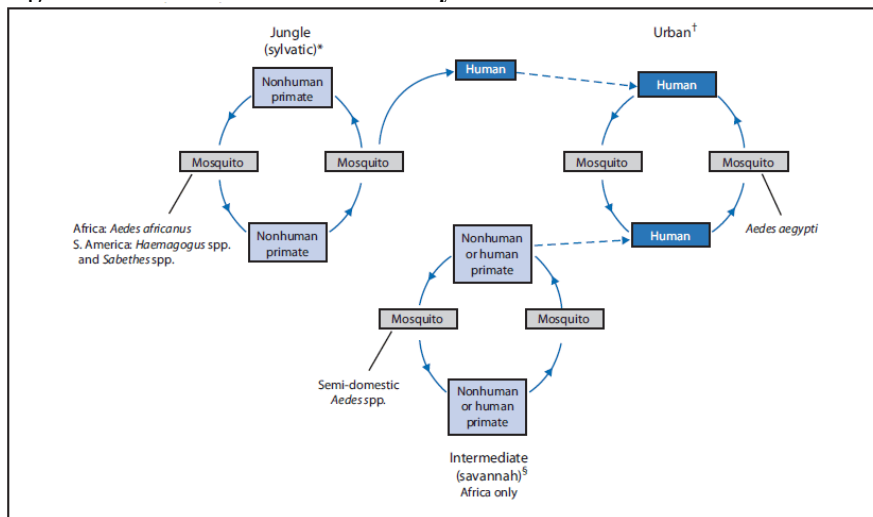 Jungle
(sylvatic)*
Urban†
Human
Nonhuman
primate
Human
Mosquito
Mosquito
Mosquito
Mosquito
Africa: Aedes africanus
S. America: Haemagogus spp.
and Sabethes spp.
Nonhuman
primate
Nonhuman
or human
primate
Human
Aedes aegypti
Mosquito
Mosquito
Semi-domestic
Aedes spp.
Nonhuman
or human
primate
Intermediate
(savannah)§
Africa only